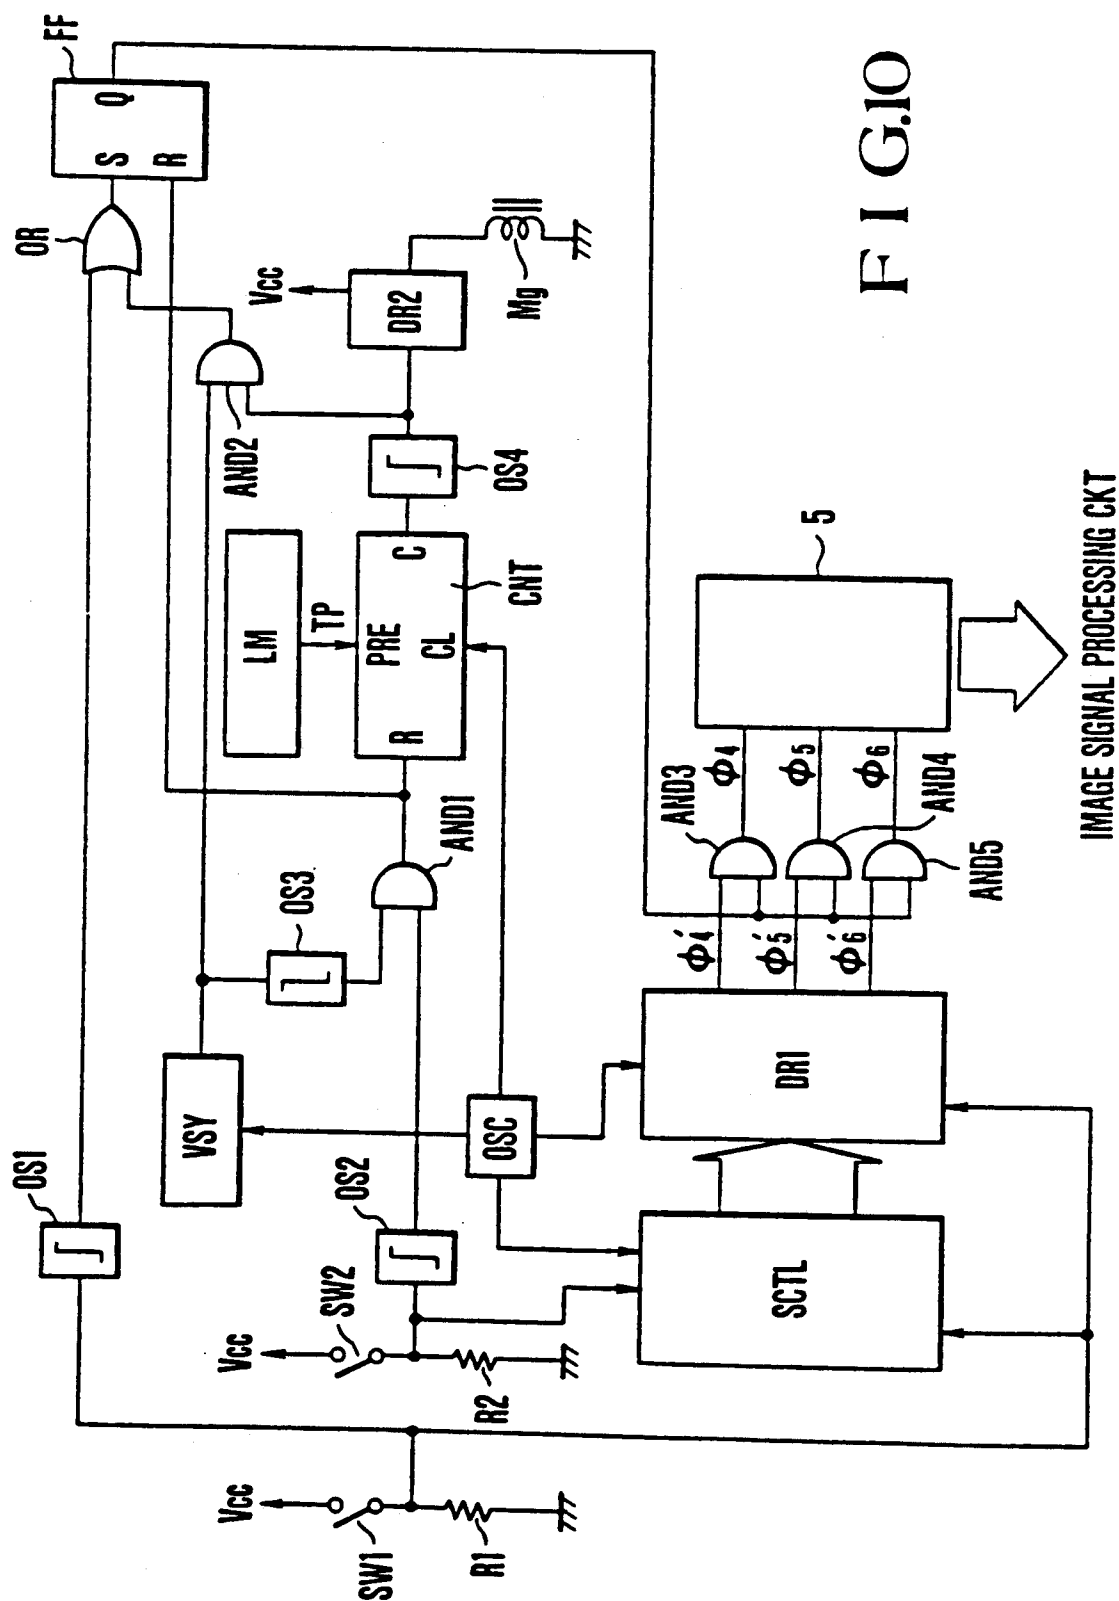 FF
Q
S
R
OR
Vcc
DR2
Mg
AND2
OS4
LM
TP
PRE
C
CL
R
CNT
AND1
OS3
VSY
OS1
OS2
OSC
SW2
Vcc
R2
Vcc
SW1
R1
SCTL
DR1
Φ'4
Φ'5
Φ'6
AND3
AND4
AND5
Φ4
Φ5
Φ6
5
IMAGE SIGNAL PROCESSING CKT
FIG.10